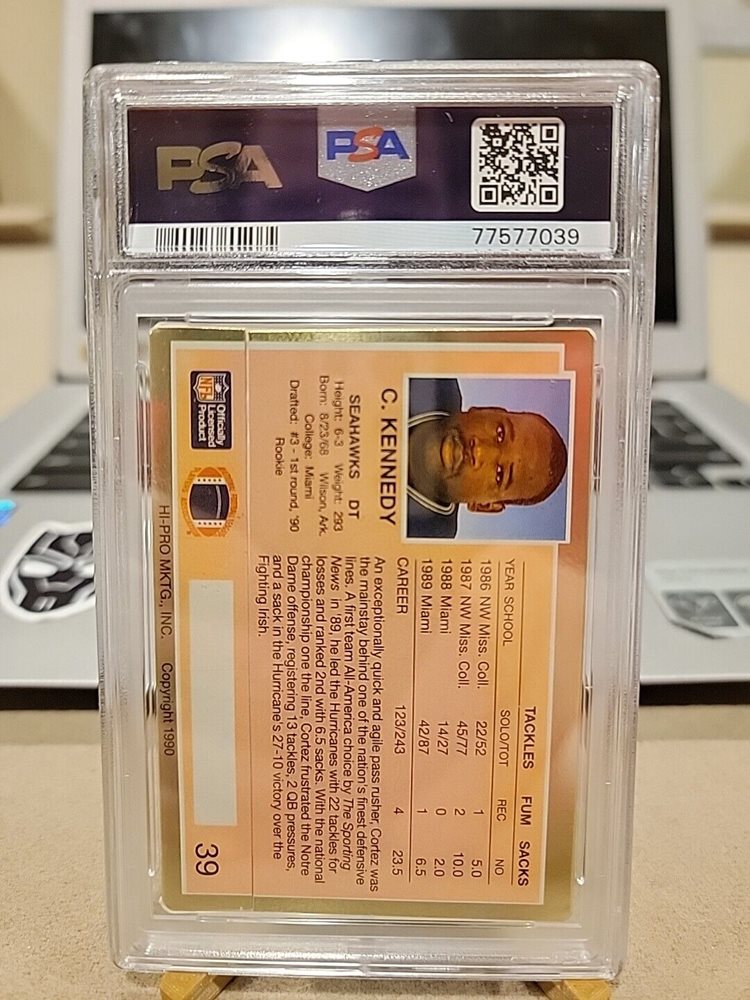 PSA
PSA
77577039
C. KENNEDY
SEAHAWKS DT
Height: 6-3 Weight: 293
Born: 8/23/68 Wilson, Ark.
College: Miami
Drafted: #3 - 1st round, '90
Rookie
TACKLES FUM SACKS
YEAR SCHOOL SOLO/TOT REC NO
1986 NW Miss. Coll. 22/52 1 5.0
1987 NW Miss. Coll. 45/77 2 10.0
1988 Miami 14/27 0 2.0
1989 Miami 42/87 1 6.5
CAREER 123/243 4 23.5
An exceptionally quick and agile pass rusher, Cortez was
the mainstay behind one of the nation's finest defensive
lines. A first team All-America choice by The Sporting
News in '89, he led the Hurricanes with 22 tackles for
losses and ranked 2nd with 6.5 sacks. With the national
championship one the line, Cortez frustrated the Notre
Dame offense, registering 13 tackles, 2 QB pressures,
and a sack in the Hurricane's 27-10 victory over the
Fighting Irish.
NFL
Officially
Licensed
Product
39
HI-PRO MKTG., INC. Copyright 1990